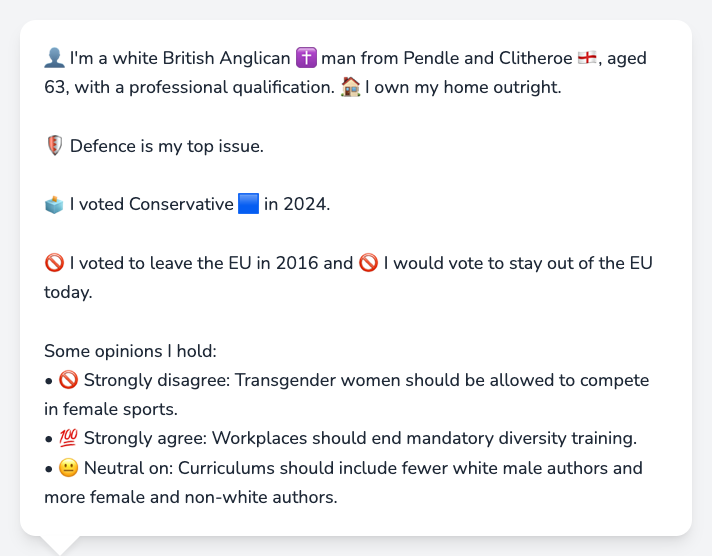 👤 I'm a white British Anglican ✝️ man from Pendle and Clitheroe 🏴󠁧󠁢󠁥󠁮󠁧󠁿, aged
63, with a professional qualification. 🏠 I own my home outright.
🛡️ Defence is my top issue.
🗳️ I voted Conservative 🟦 in 2024.
🚫 I voted to leave the EU in 2016 and 🚫 I would vote to stay out of the EU
today.
Some opinions I hold:
• 🚫 Strongly disagree: Transgender women should be allowed to compete
in female sports.
• 💯 Strongly agree: Workplaces should end mandatory diversity training.
• 😐 Neutral on: Curriculums should include fewer white male authors and
more female and non-white authors.